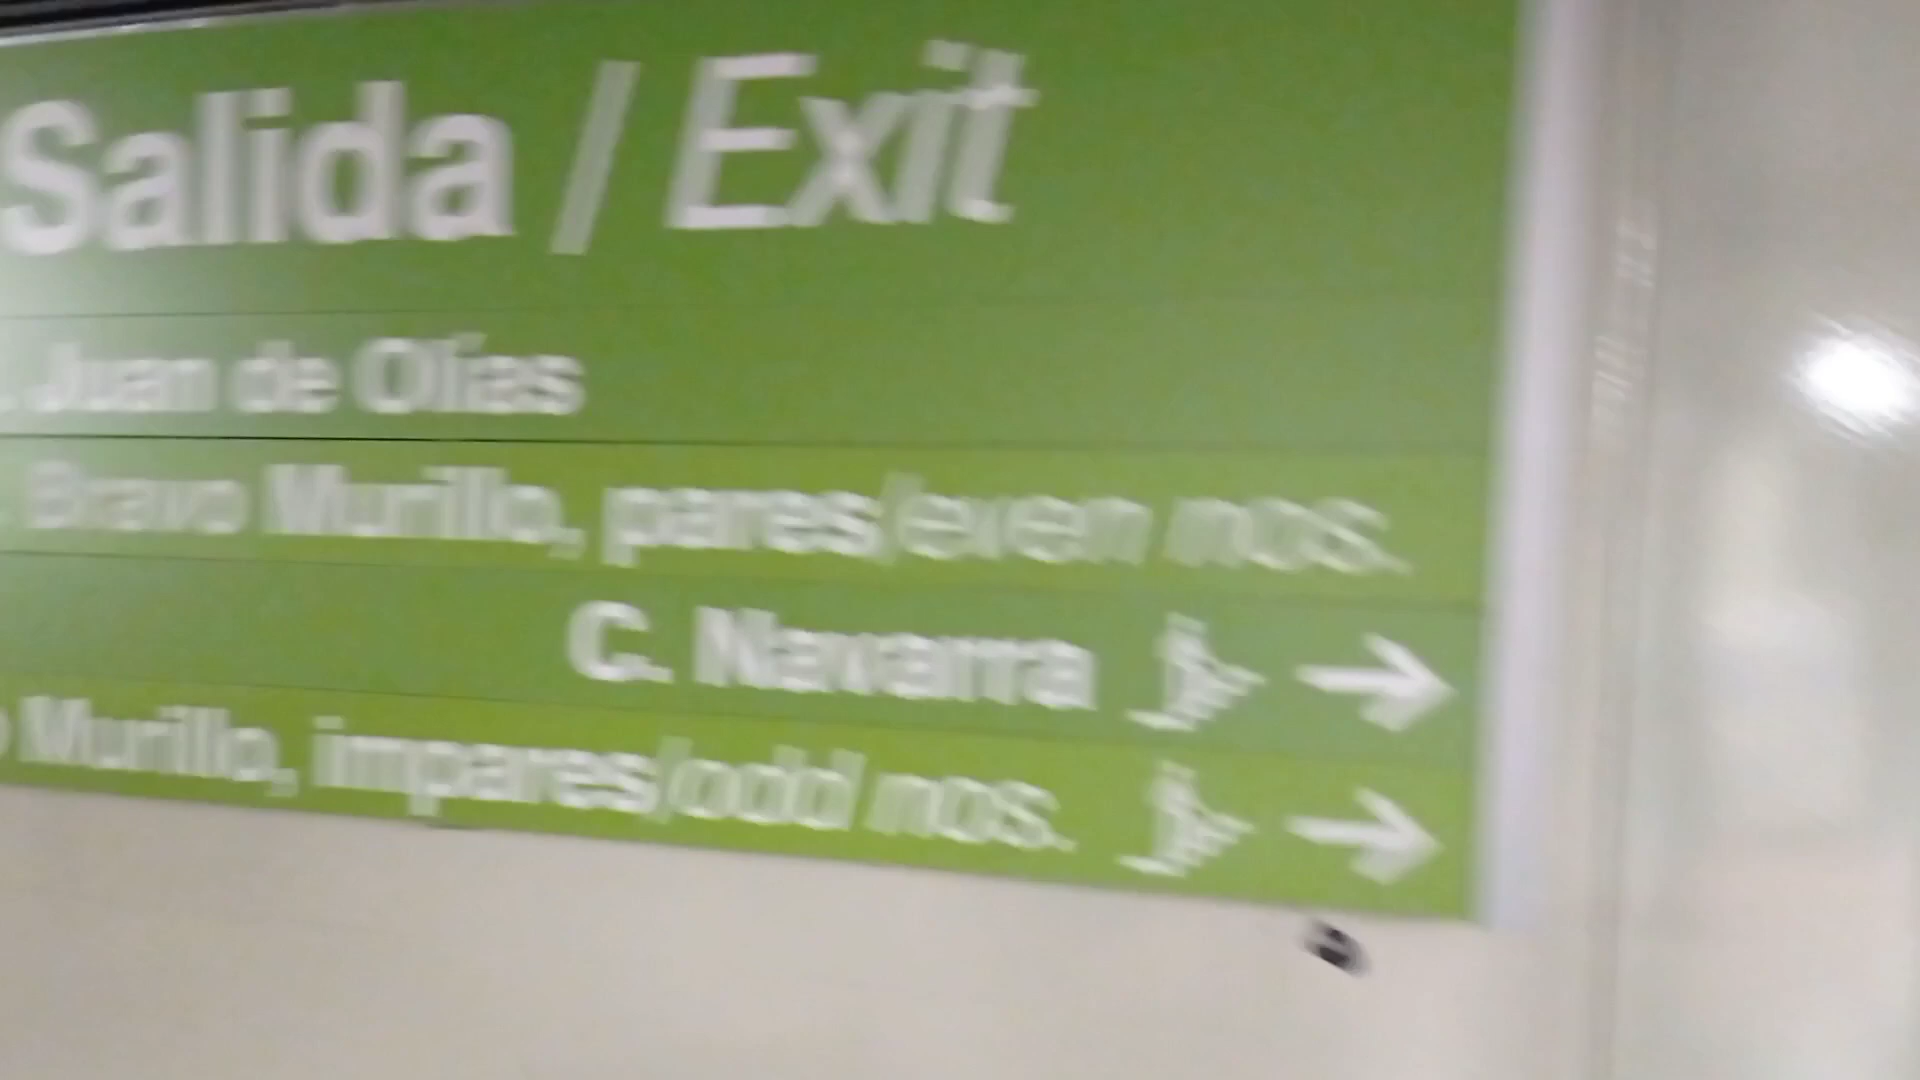 Salida / Exit
Juan de Olías
Bravo Murillo, pares/even nos.
C. Navarra
Murillo, impares/odd nos.